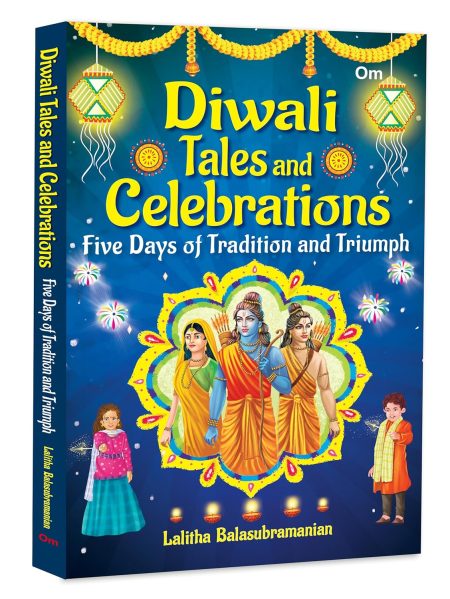 Om
Diwali
Tales and
Celebrations
Five Days of Tradition and Triumph
Lalitha Balasubramanian
Diwali Tales and Celebrations
Five Days of Tradition and Triumph
Lalitha Balasubramanian
Om